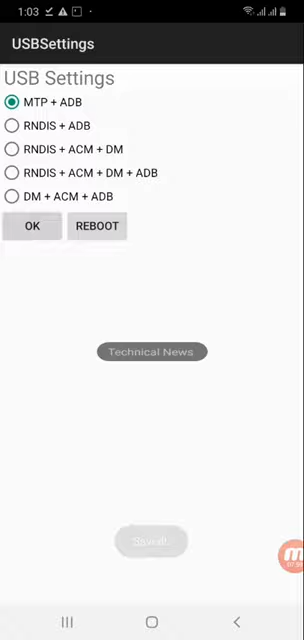 1:03
USBSettings
USB Settings
MTP + ADB
RNDIS + ADB
RNDIS + ACM + DM
RNDIS + ACM + DM + ADB
DM + ACM + ADB
OK REBOOT
Technical News
Saved!